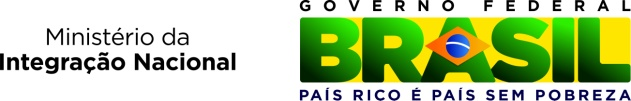 Ministério da
Integração Nacional
GOVERNO FEDERAL
BRASIL
PAÍS RICO É PAÍS SEM POBREZA